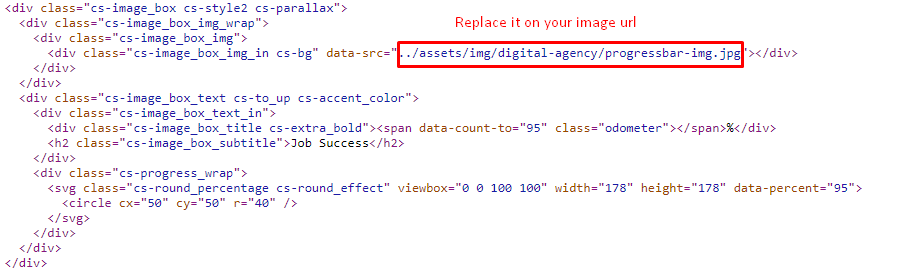 <div class="cs-image_box cs-style2 cs-parallax">
Replace it on your image url
<div class="cs-image_box_img_wrap">
<div class="cs-image_box_img">
<div class="cs-image_box_img_in cs-bg" data-src="../assets/img/digital-agency/progressbar-img.jpg"></div>
</div>
</div>
<div class="cs-image_box_text cs-to_up cs-accent_color">
<div class="cs-image_box_text_in">
<div class="cs-image_box_title cs-extra_bold"><span data-count-to="95" class="odometer"></span>%</div>
<h2 class="cs-image_box_subtitle">Job Success</h2>
</div>
<div class="cs-progress_wrap">
<svg class="cs-round_percentage cs-round_effect" viewbox="0 0 100 100" width="178" height="178" data-percent="95">
<circle cx="50" cy="50" r="40" />
</svg>
</div>
</div>
</div>